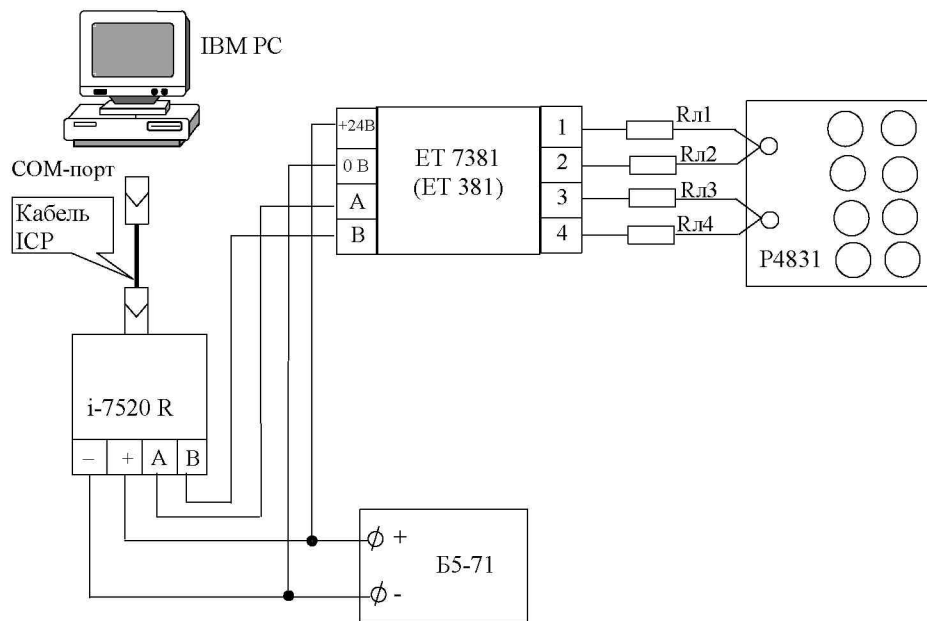 IBM PC
COM-порт
Кабель
ICP
i-7520 R
– + A B
+24В
0 В
A
B
ET 7381
(ET 381)
1
2
3
4
Rл1
Rл2
Rл3
Rл4
Р4831
+
Б5-71
-